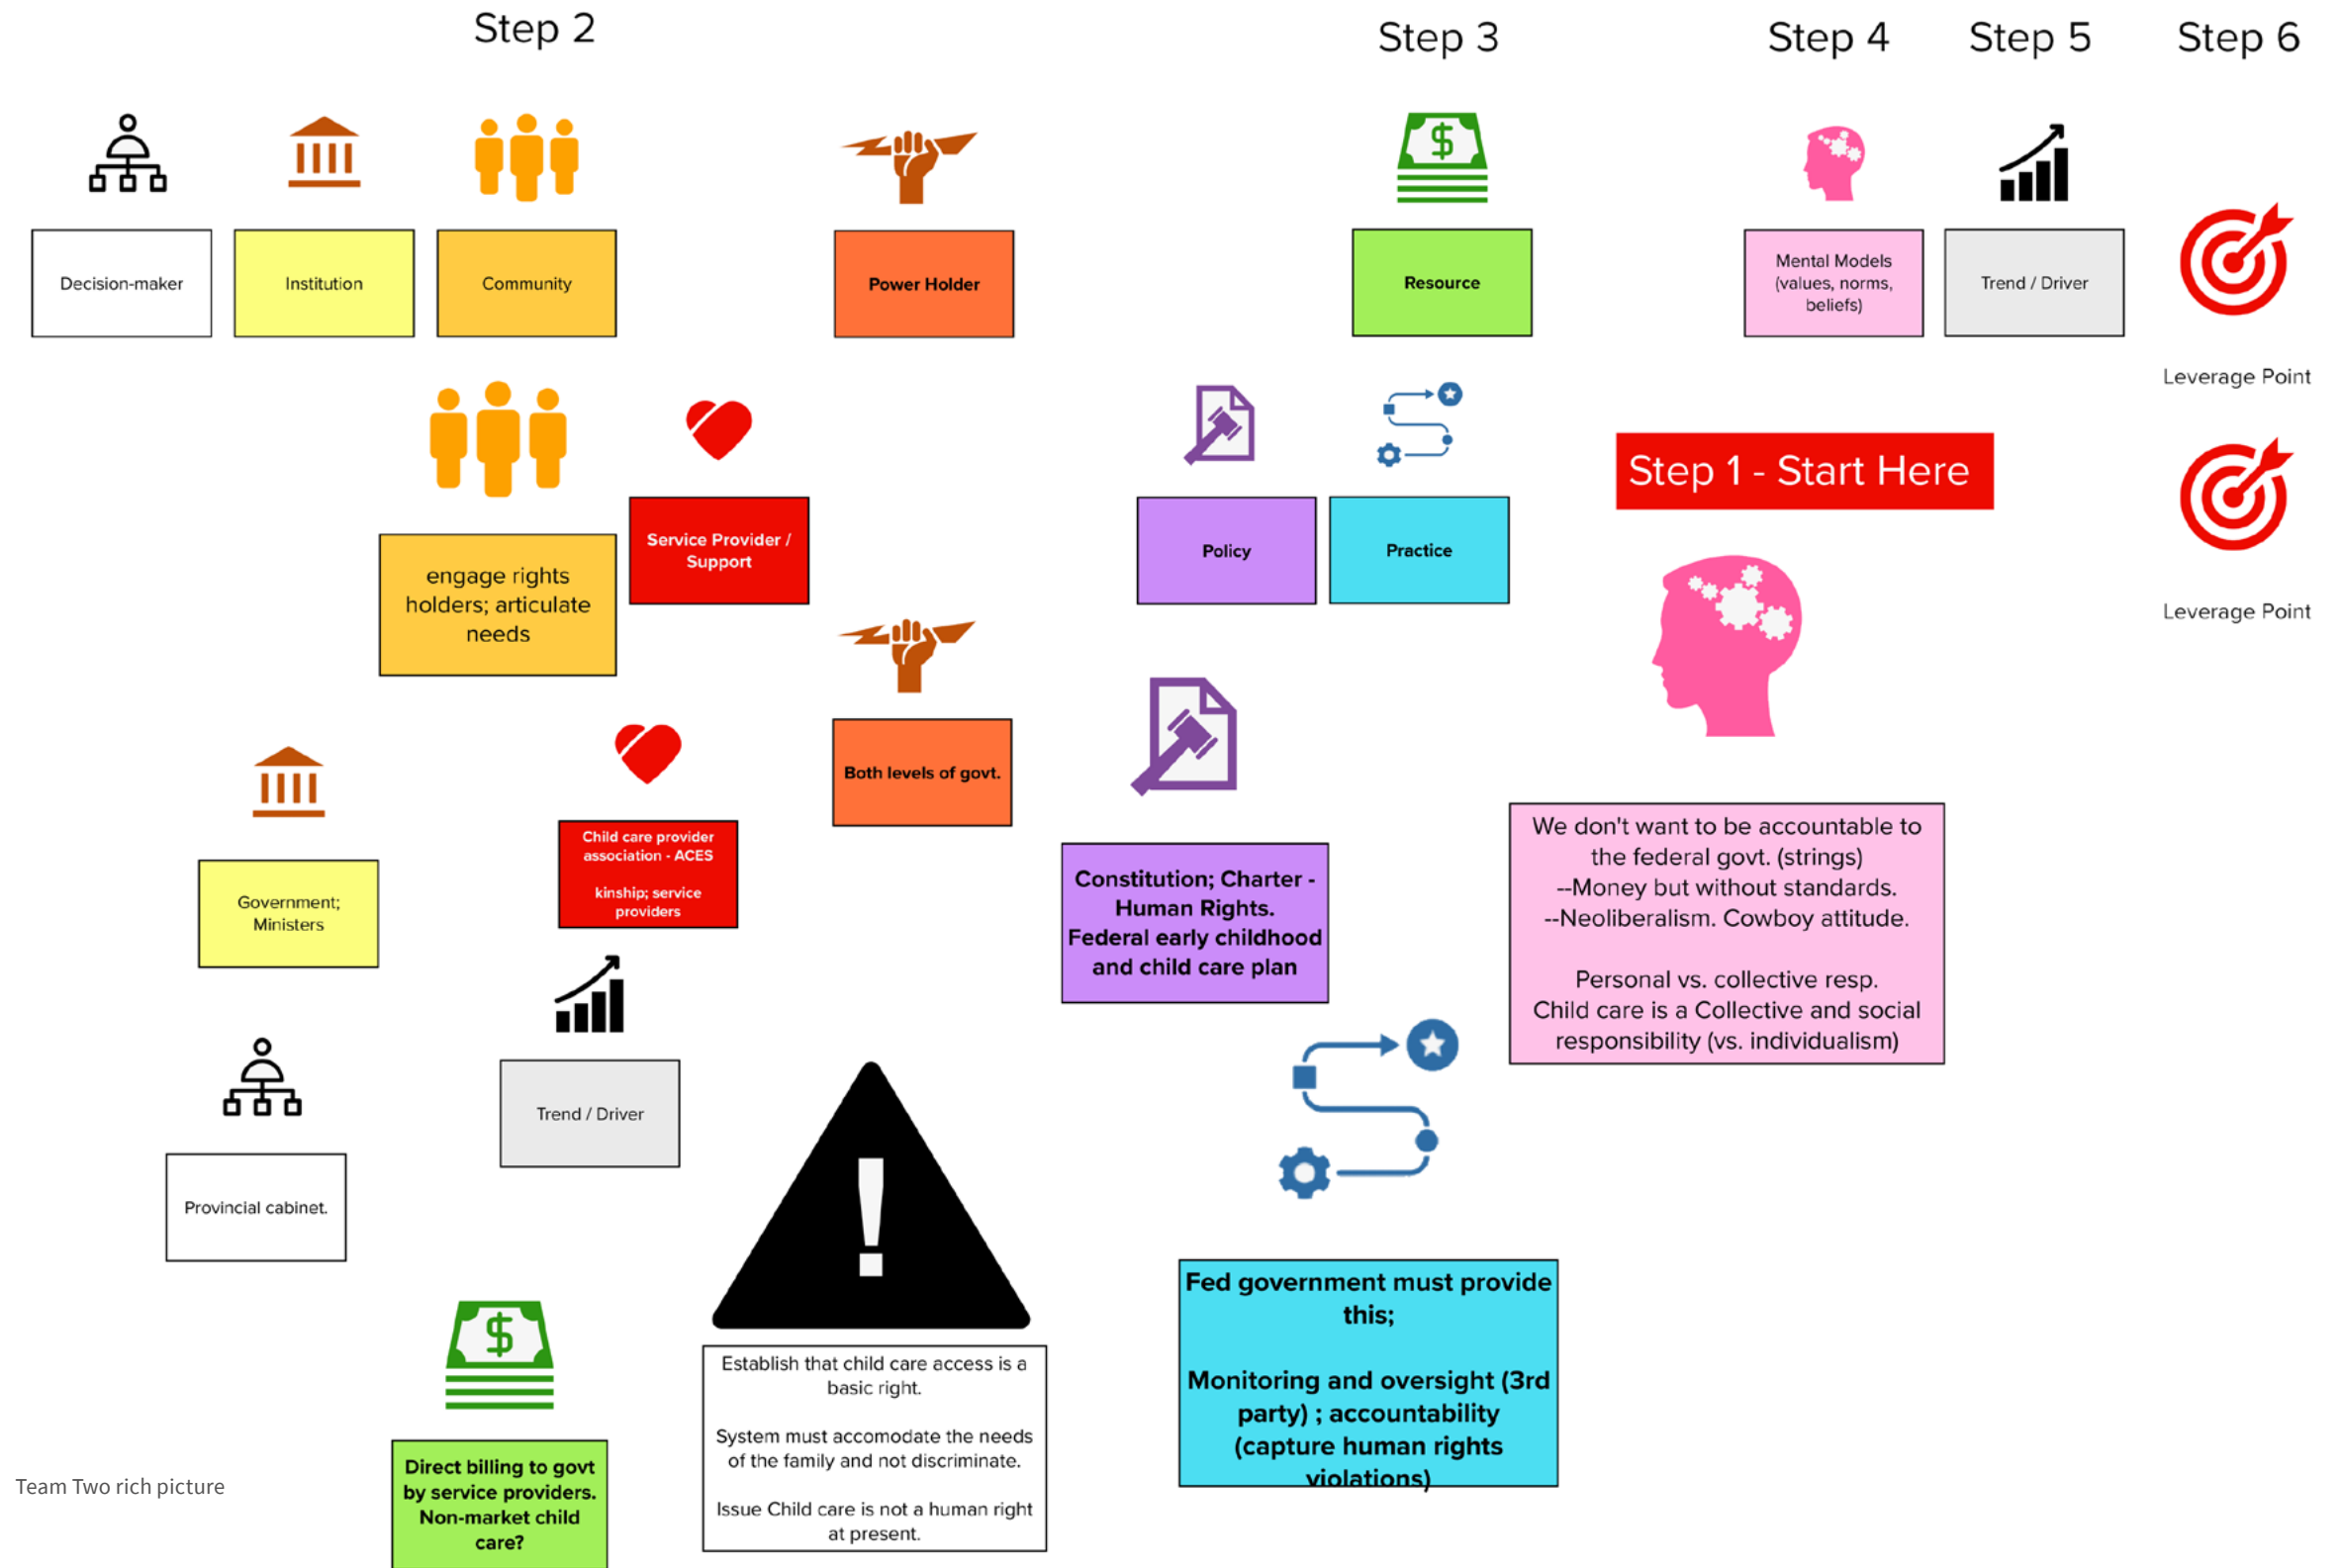 Step 2
Step 3
Step 4
Step 5
Step 6
Decision-maker
Institution
Community
Power Holder
Resource
Mental Models
(values, norms,
beliefs)
Trend / Driver
Leverage Point
Step 1 - Start Here
Service Provider /
Support
Policy
Practice
engage rights
holders; articulate
needs
Leverage Point
Both levels of govt.
Child care provider
association - ACES
kinship; service
providers
Government;
Ministers
Constitution; Charter -
Human Rights.
Federal early childhood
and child care plan
We don't want to be accountable to
the federal govt. (strings)
--Money but without standards.
--Neoliberalism. Cowboy attitude.
Personal vs. collective resp.
Child care is a Collective and social
responsibility (vs. individualism)
Trend / Driver
Provincial cabinet.
Fed government must provide
this;
Monitoring and oversight (3rd
party) ; accountability
(capture human rights
violations)
Establish that child care access is a
basic right.
System must accomodate the needs
of the family and not discriminate.
Issue Child care is not a human right
at present.
Direct billing to govt
by service providers.
Non-market child
care?
Team Two rich picture